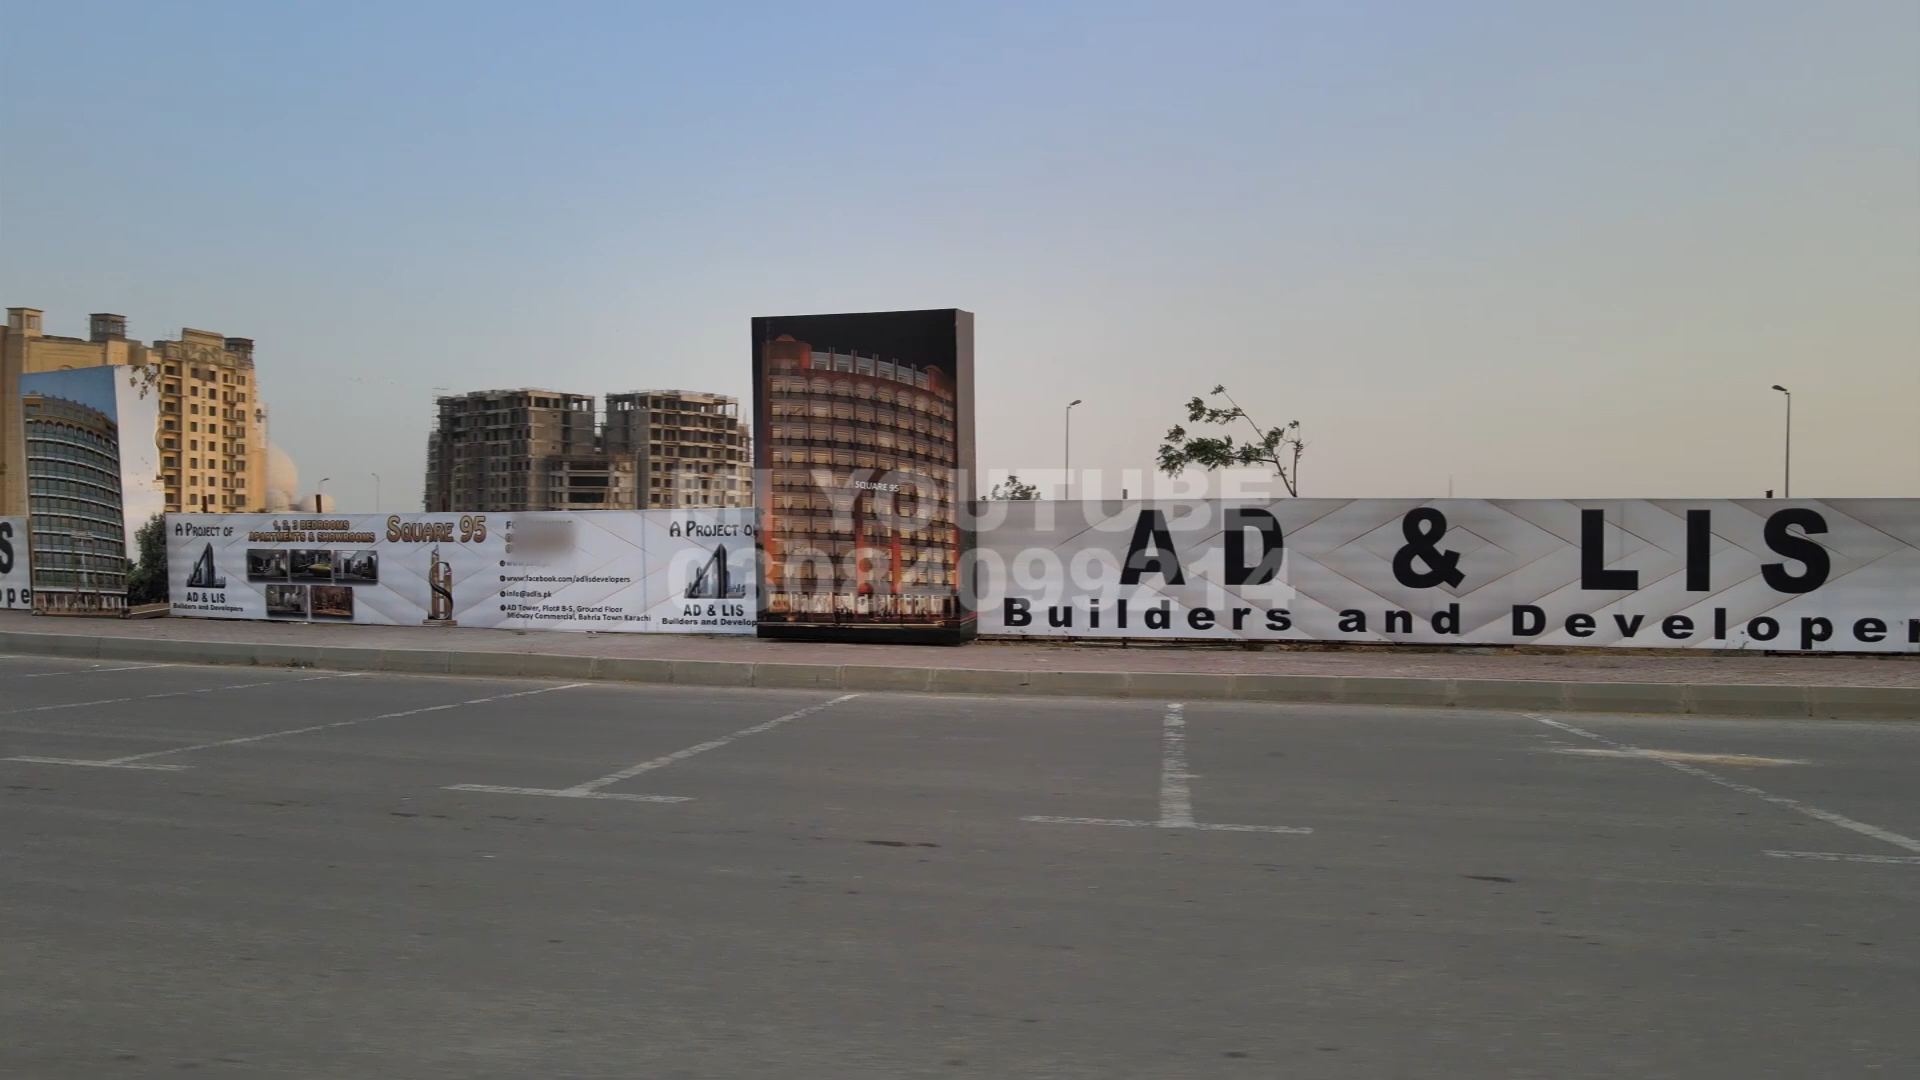 S
A PROJECT OF
AD & LIS
Builders and Developers
1, 2, 3 BEDROOMS
APARTMENTS & SHOWROOMS
SQUARE 95
www.facebook.com/adlisdevelopers
info@adlis.pk
AD Tower, Plot# B-5, Ground Floor
Midway Commercial, Bahria Town Karachi
A PROJECT O
AD & LIS
Builders and Develop
SQUARE 95
YOUTUBE
03084099214
AD & LIS
Builders and Developer